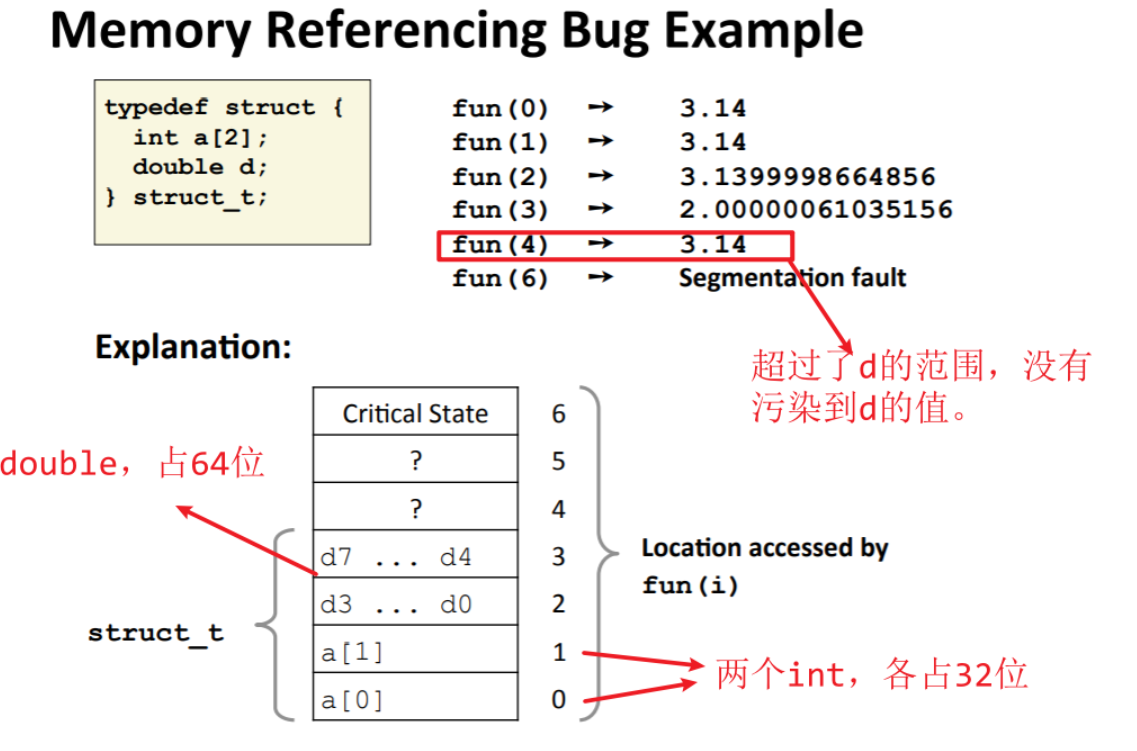 Memory Referencing Bug Example
typedef struct {
int a[2];
double d;
} struct_t;
fun(0) → 3.14
fun(1) → 3.14
fun(2) → 3.1399998664856
fun(3) → 2.00000061035156
fun(4) → 3.14
fun(6) → Segmentation fault
超过了d的范围，没有
污染到d的值。
Explanation:
Critical State 6
? 5
? 4
d7 ... d4 3
d3 ... d0 2
a[1] 1
a[0] 0
double，占64位
struct_t
Location accessed by
fun(i)
两个int，各占32位